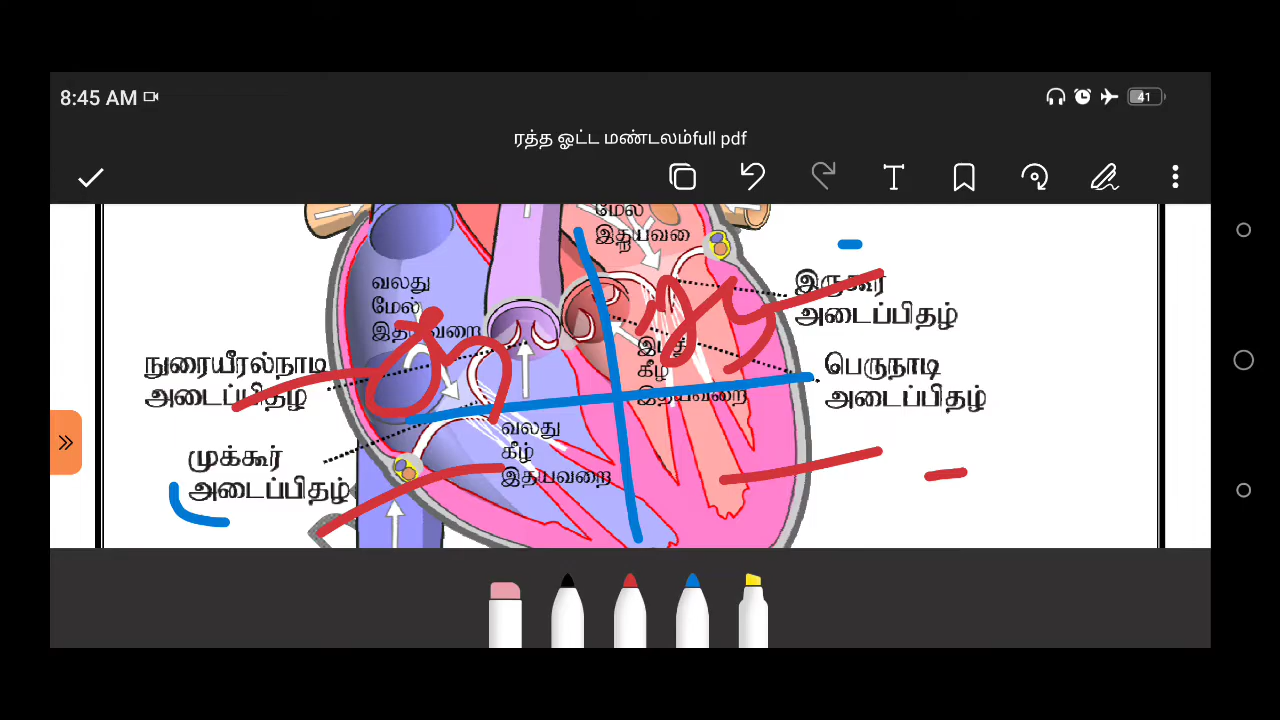 8:45 AM
41
ரத்த ஓட்ட மண்டலம்full pdf
மேல்
இதயவறை
வலது
மேல்
இதயவறை
இருகூர்
அடைப்பிதழ்
நுரையீரல்நாடி
அடைப்பிதழ்
கீழ்
இதயவறை
பெருநாடி
அடைப்பிதழ்
வலது
கீழ்
இதயவறை
முக்கூர்
அடைப்பிதழ்